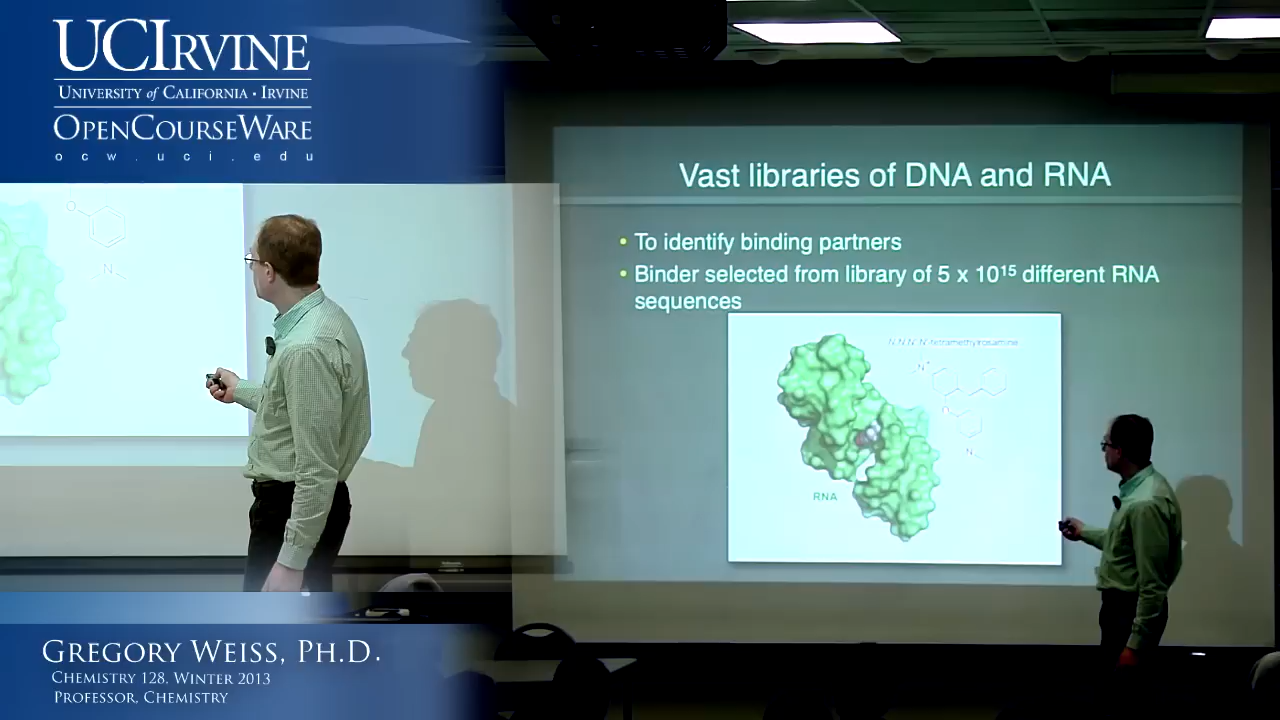 UCIRVINE
UNIVERSITY of CALIFORNIA • IRVINE
OPENCOURSEWARE
ocw.uci.edu
Vast libraries of DNA and RNA
• To identify binding partners
• Binder selected from library of 5 x 10¹⁵ different RNA
sequences
N,N,N',N'-tetramethylrosamine
N⁺
O
N
RNA
O
N
GREGORY WEISS, PH.D.
CHEMISTRY 128. WINTER 2013
PROFESSOR, CHEMISTRY